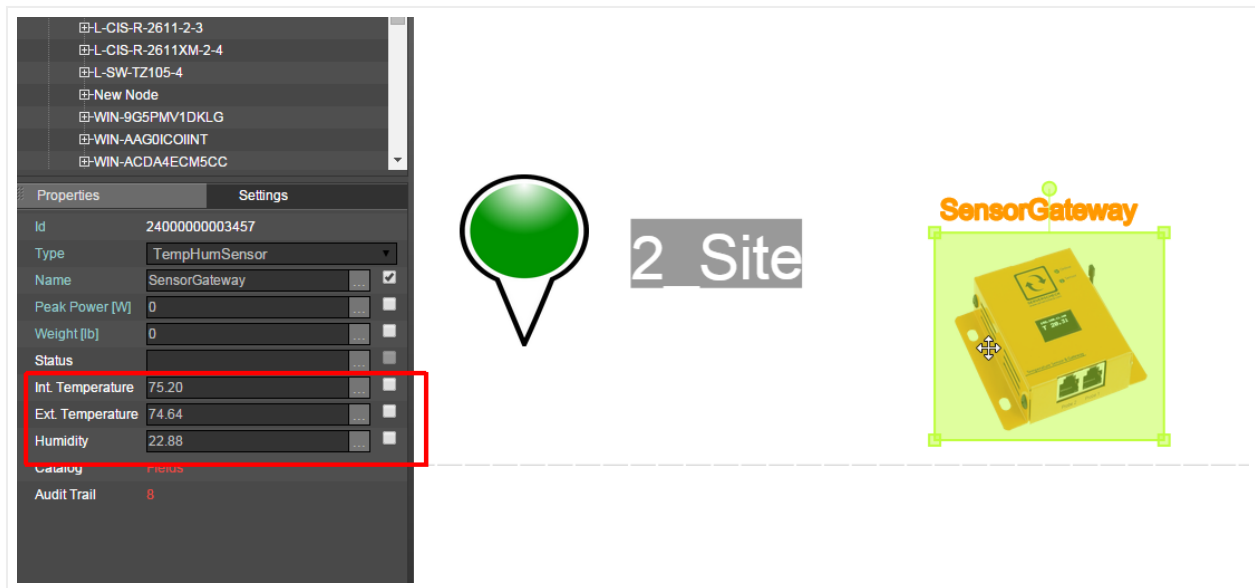 L-CIS-R-2611-2-3
L-CIS-R-2611XM-2-4
L-SW-TZ105-4
New Node
WIN-9G5PMV1DKLG
WIN-AAG0ICOIINT
WIN-ACDA4ECM5CC
Properties Settings
Id 24000000003457
Type TempHumSensor
Name SensorGateway ...
Peak Power [W] 0 ...
Weight [lb] 0 ...
Status ...
Int. Temperature 75.20 ...
Ext. Temperature 74.64 ...
Humidity 22.88 ...
Catalog Fields
Audit Trail 8
2_Site
SensorGateway